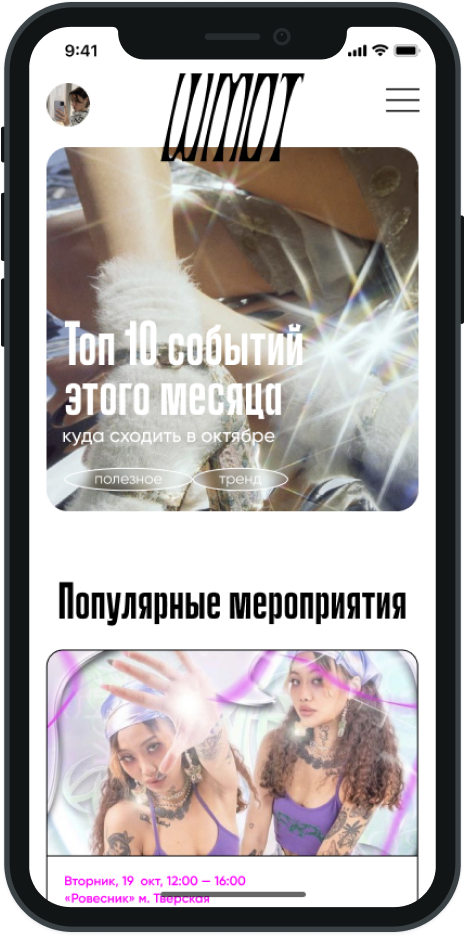 9:41
ШМОТ
Топ 10 событий
этого месяца
куда сходить в октябре
полезное
тренд
Популярные мероприятия
Вторник, 19 окт, 12:00 — 16:00
«Ровесник» м. Тверская